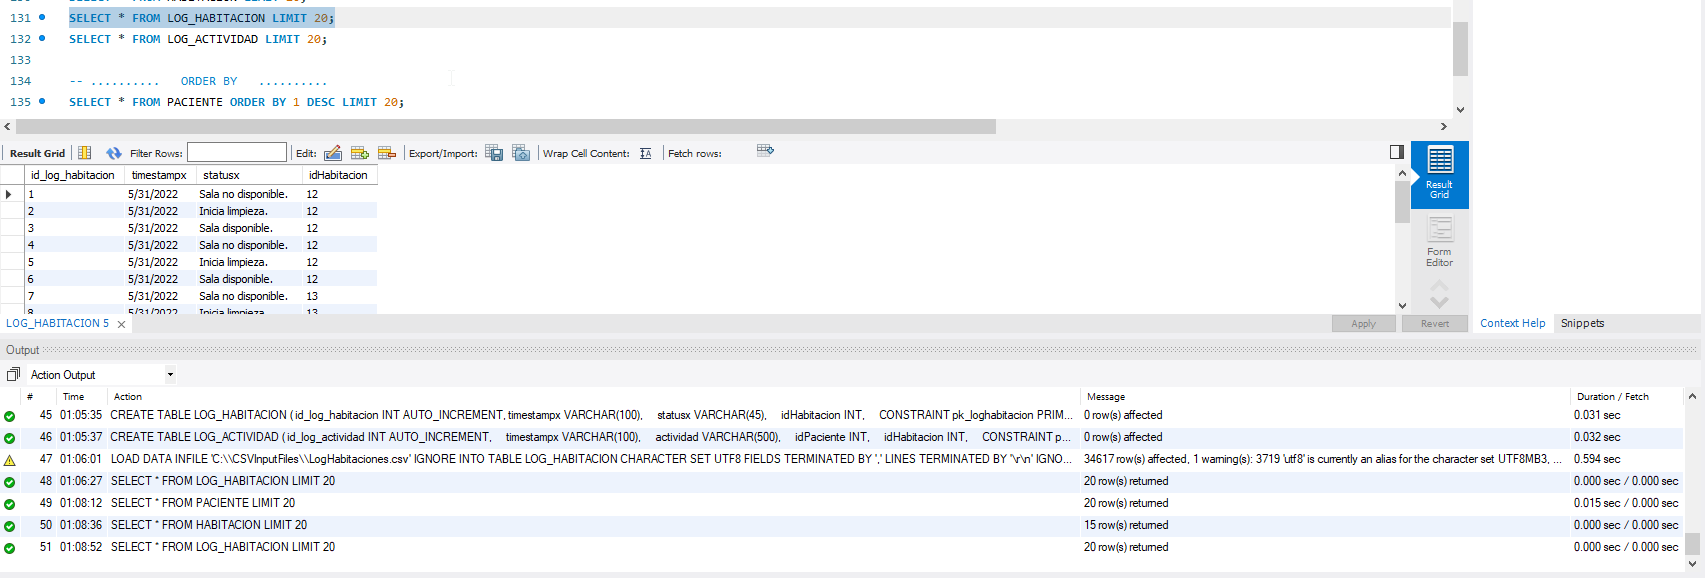 131 SELECT * FROM LOG_HABITACION LIMIT 20;
132 SELECT * FROM LOG_ACTIVIDAD LIMIT 20;
133
134 -- .......... ORDER BY ..........
135 SELECT * FROM PACIENTE ORDER BY 1 DESC LIMIT 20;
Result Grid Filter Rows: Edit: Export/Import: Wrap Cell Content: Fetch rows:
id_log_habitacion timestampx statusx idHabitacion
1 5/31/2022 Sala no disponible. 12
2 5/31/2022 Inicia limpieza. 12
3 5/31/2022 Sala disponible. 12
4 5/31/2022 Sala no disponible. 12
5 5/31/2022 Inicia limpieza. 12
6 5/31/2022 Sala disponible. 12
7 5/31/2022 Sala no disponible. 13
8 5/31/2022 Inicia limpieza. 13
Result
Grid
Form
Editor
LOG_HABITACION 5 Apply Revert Context Help Snippets
Output
Action Output
# Time Action Message Duration / Fetch
45 01:05:35 CREATE TABLE LOG_HABITACION ( id_log_habitacion INT AUTO_INCREMENT, timestampx VARCHAR(100), statusx VARCHAR(45), idHabitacion INT, CONSTRAINT pk_loghabitacion PRIM... 0 row(s) affected 0.031 sec
46 01:05:37 CREATE TABLE LOG_ACTIVIDAD ( id_log_actividad INT AUTO_INCREMENT, timestampx VARCHAR(100), actividad VARCHAR(500), idPaciente INT, idHabitacion INT, CONSTRAINT p... 0 row(s) affected 0.032 sec
47 01:06:01 LOAD DATA INFILE 'C:\\CSVInputFiles\\LogHabitaciones.csv' IGNORE INTO TABLE LOG_HABITACION CHARACTER SET UTF8 FIELDS TERMINATED BY ',' LINES TERMINATED BY '\r\n' IGNO... 34617 row(s) affected, 1 warning(s): 3719 'utf8' is currently an alias for the character set UTF8MB3, ... 0.594 sec
48 01:06:27 SELECT * FROM LOG_HABITACION LIMIT 20 20 row(s) returned 0.000 sec / 0.000 sec
49 01:08:12 SELECT * FROM PACIENTE LIMIT 20 20 row(s) returned 0.015 sec / 0.000 sec
50 01:08:36 SELECT * FROM HABITACION LIMIT 20 15 row(s) returned 0.000 sec / 0.000 sec
51 01:08:52 SELECT * FROM LOG_HABITACION LIMIT 20 20 row(s) returned 0.000 sec / 0.000 sec